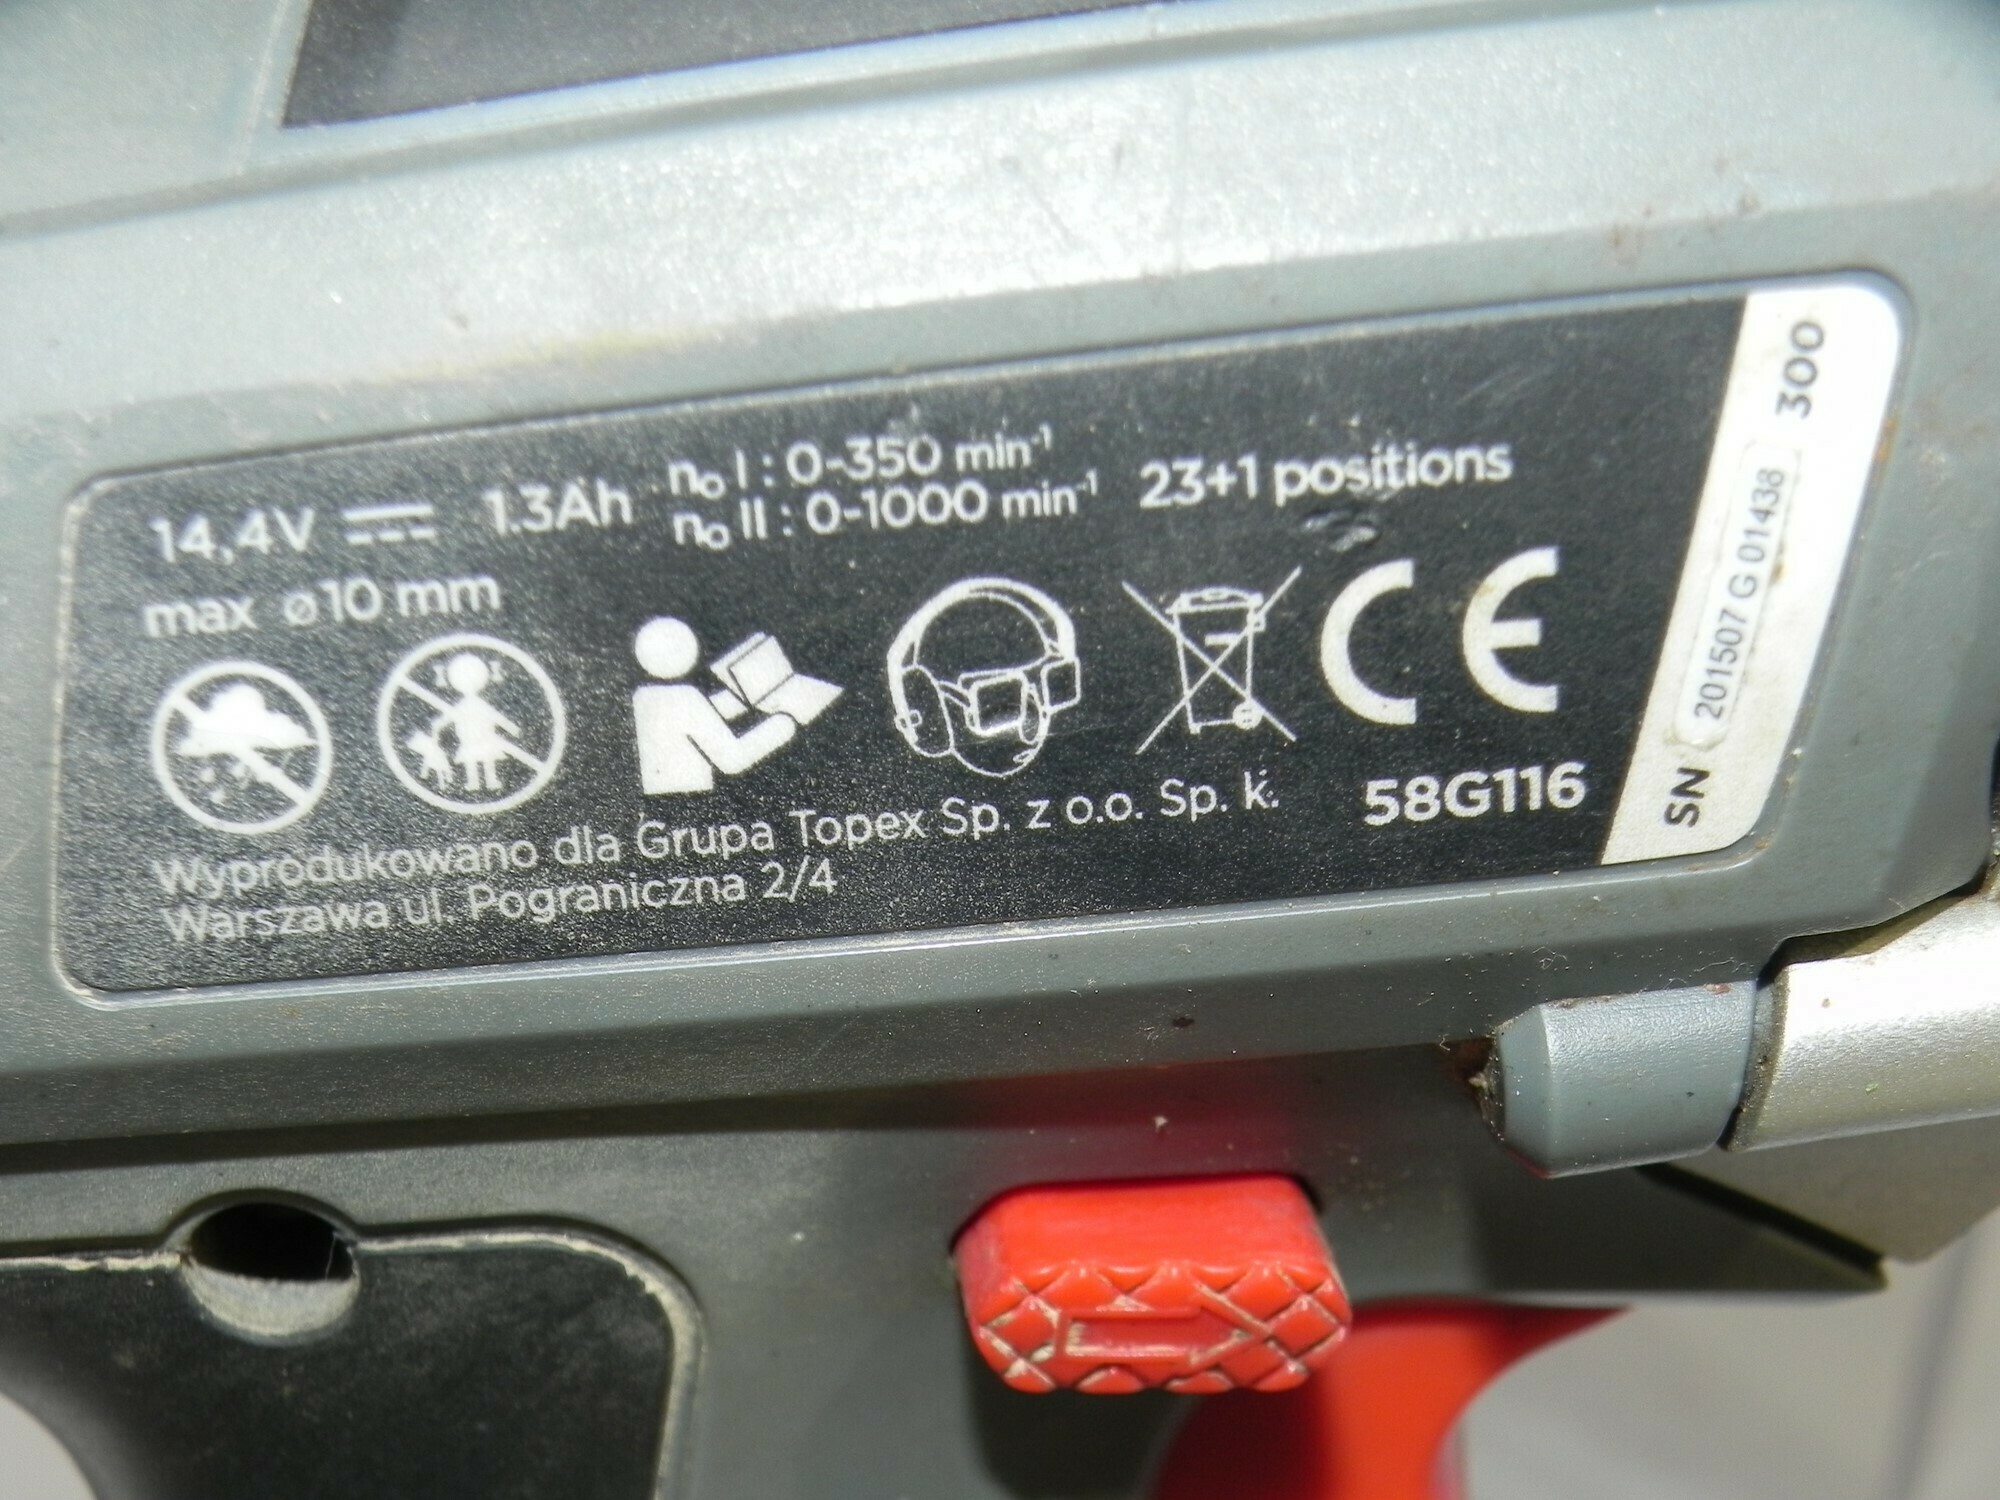 14,4V 1.3Ah n₀ I : 0-350 min⁻¹ 23+1 positions
n₀ II : 0-1000 min⁻¹
max ⌀10 mm
CE
58G116
Wyprodukowano dla Grupa Topex Sp. z o.o. Sp. k.
Warszawa ul. Pograniczna 2/4
SN 201507 G 01438 300